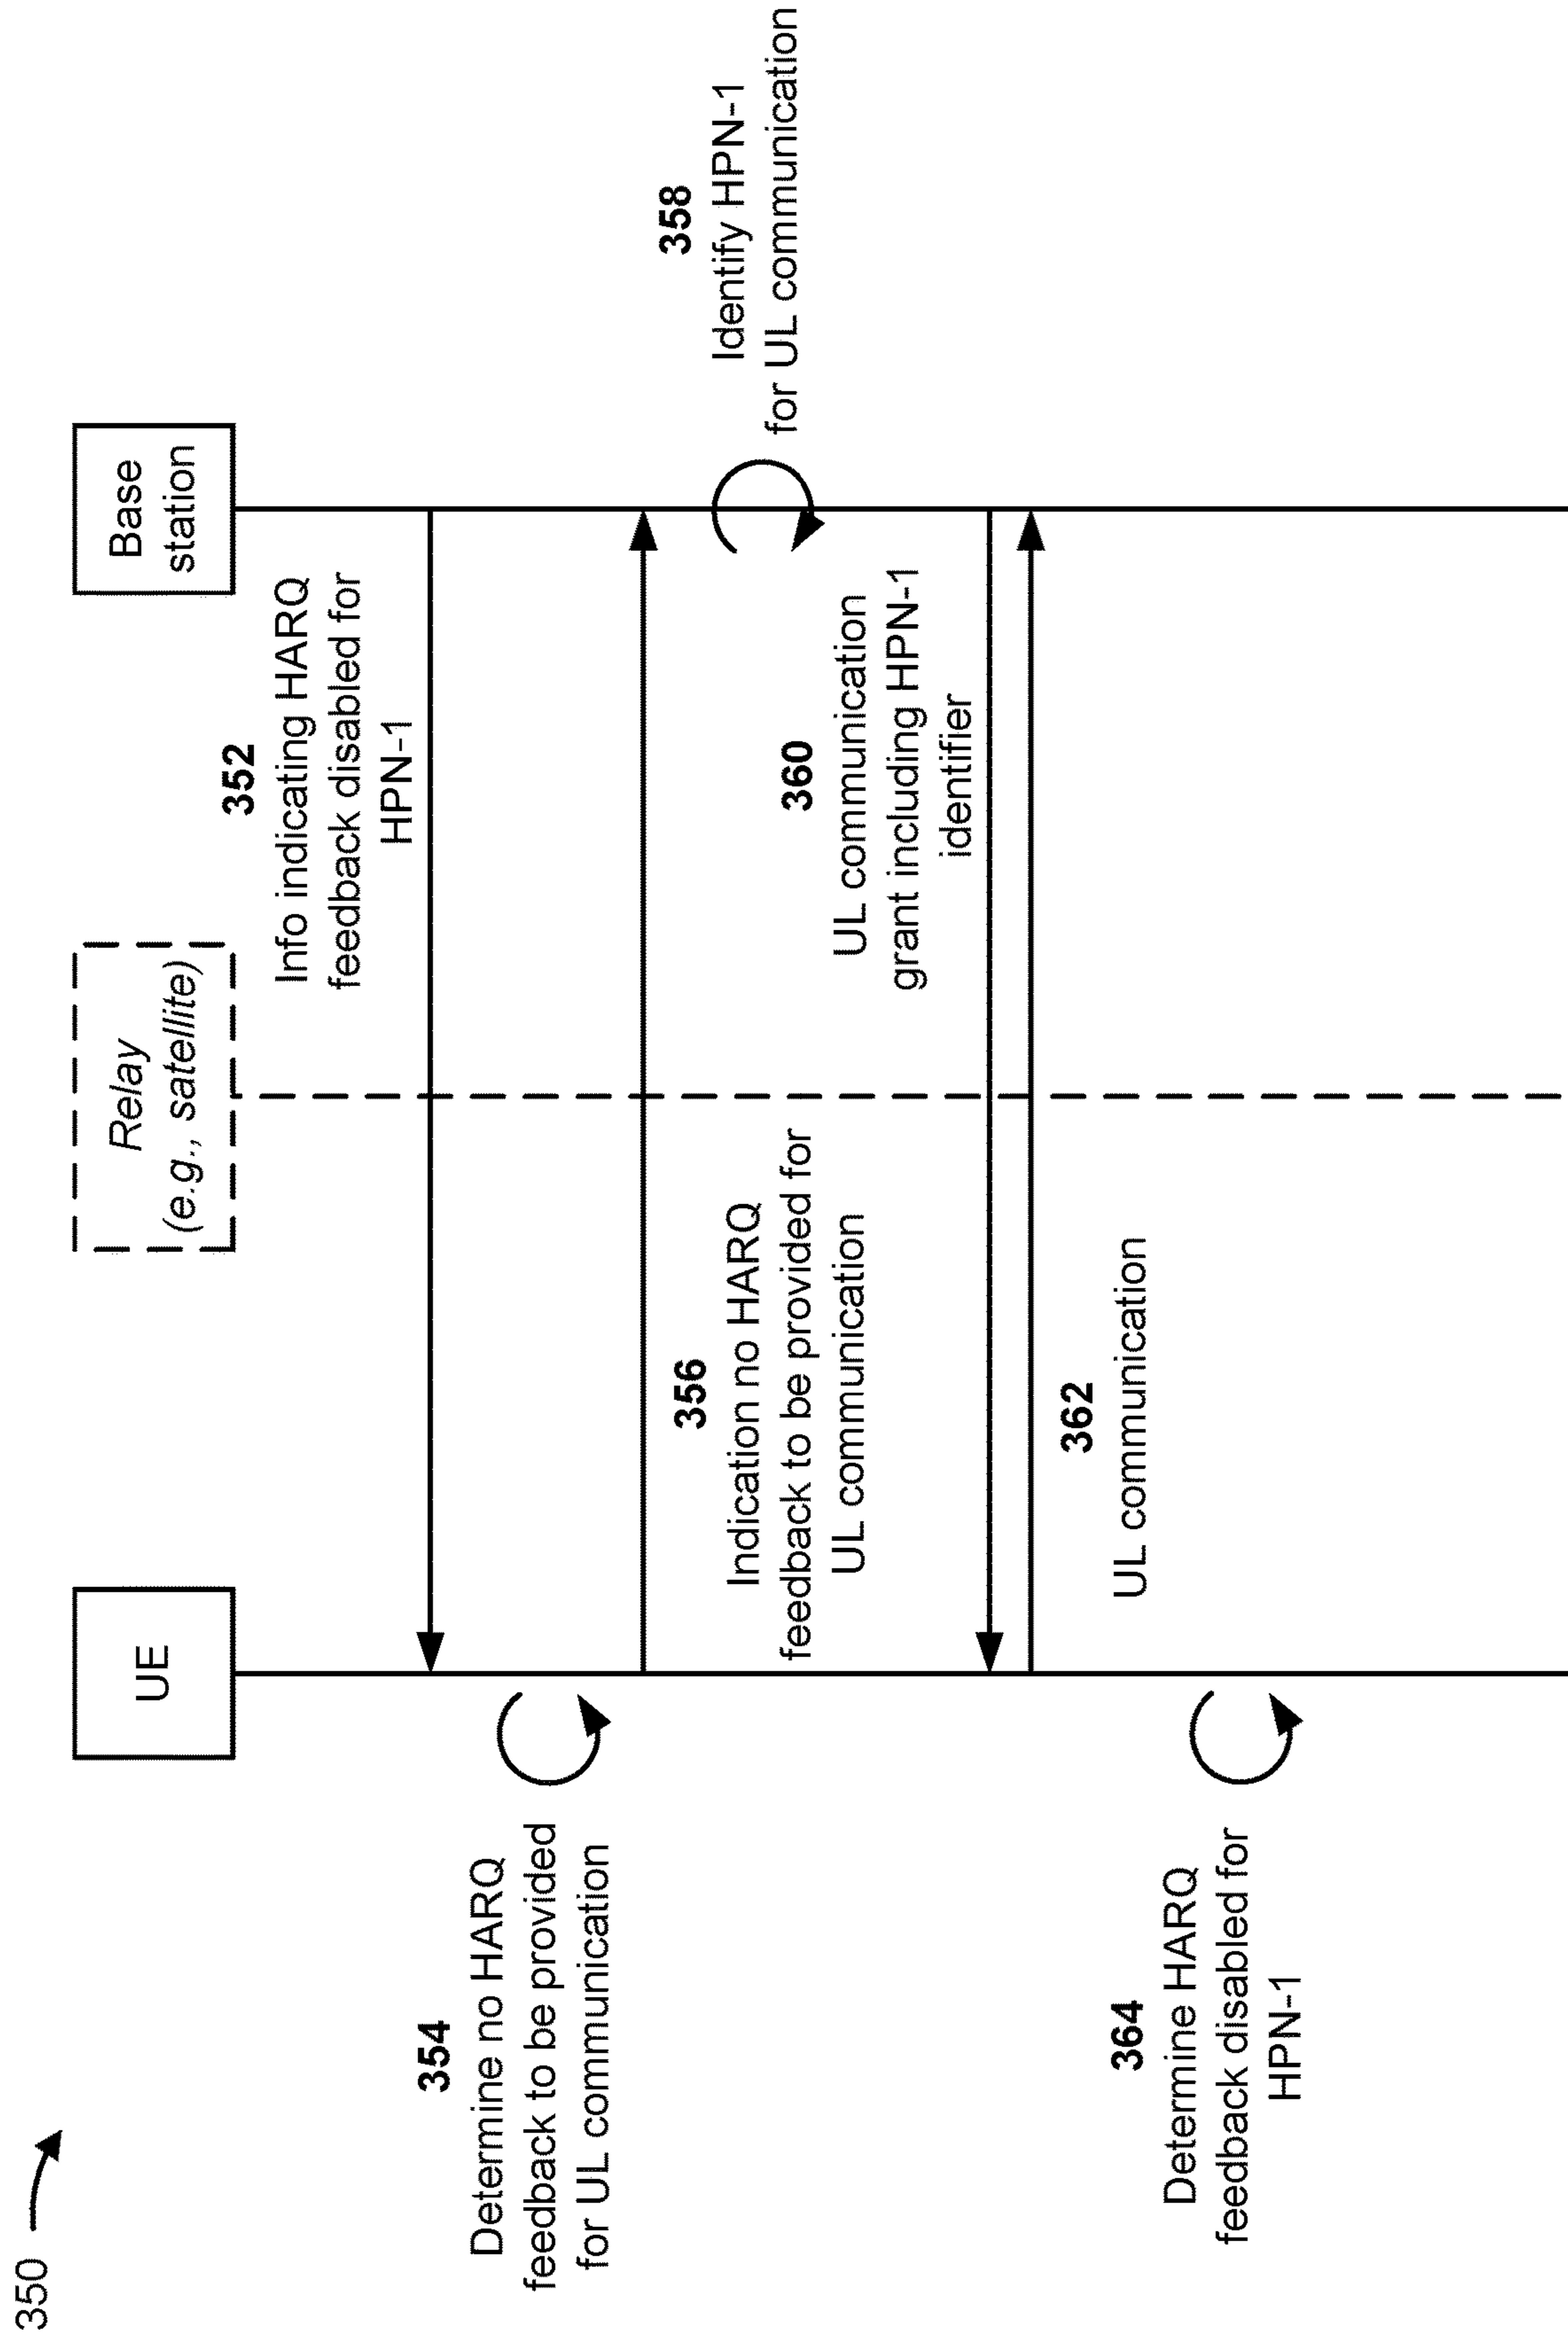 350
UE
Relay
(e.g., satellite)
Base
station
352
Info indicating HARQ
feedback disabled for
HPN-1
354
Determine no HARQ
feedback to be provided
for UL communication
356
Indication no HARQ
feedback to be provided for
UL communication
358
Identify HPN-1
for UL communication
360
UL communication
grant including HPN-1
identifier
362
UL communication
364
Determine HARQ
feedback disabled for
HPN-1